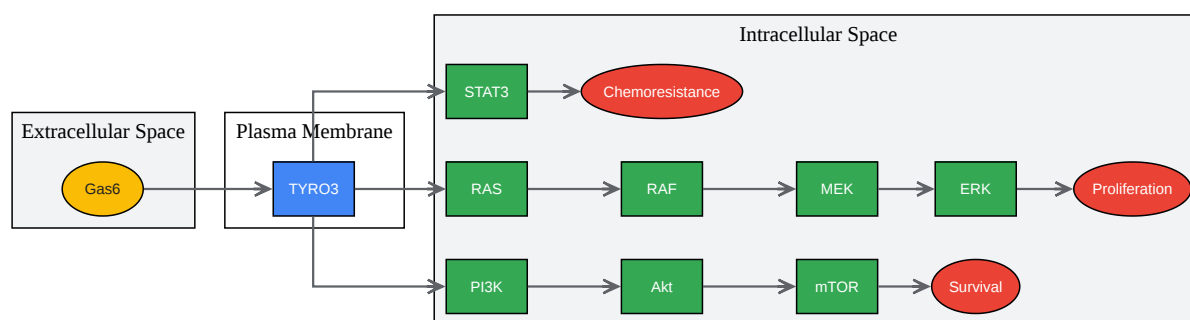 Intracellular Space
STAT3
Chemoresistance
Extracellular Space
Plasma Membrane
Gas6
TYRO3
RAS
RAF
MEK
ERK
Proliferation
PI3K
Akt
mTOR
Survival